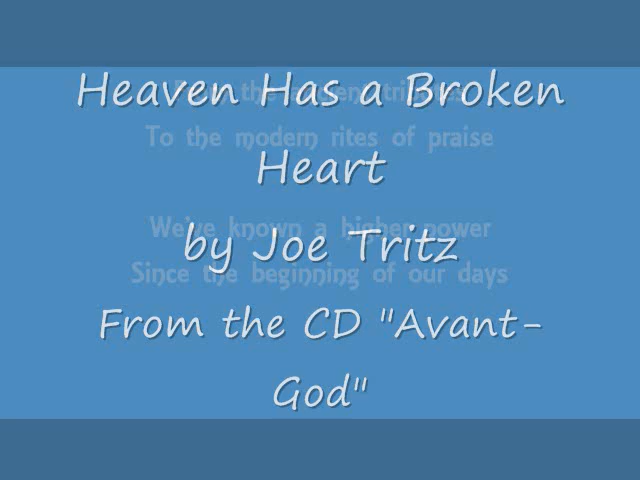 Heaven Has a Broken
To the modern rites of praise
Heart
We've known a higher power
by Joe Tritz
Since the beginning of our days
From the CD "Avant-
God"